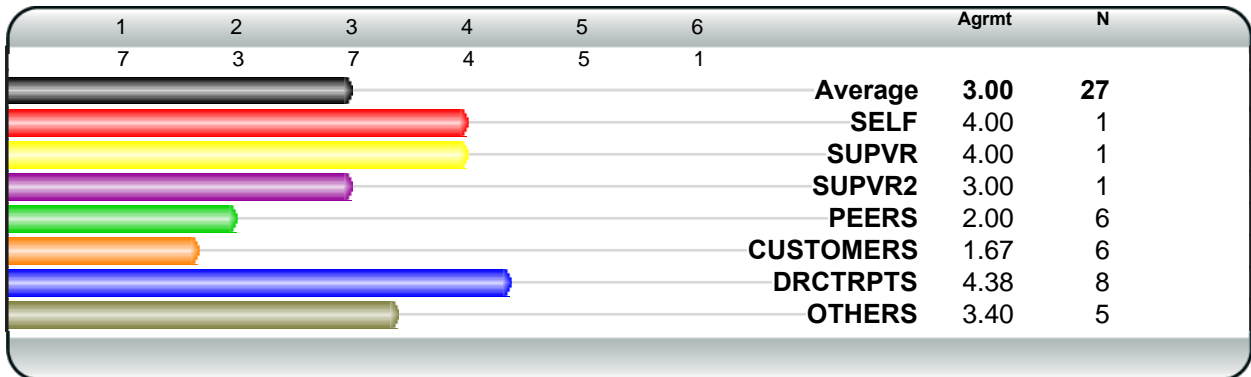 1 2 3 4 5 6 Agrmt N
7 3 7 4 5 1
Average 3.00 27
SELF 4.00 1
SUPVR 4.00 1
SUPVR2 3.00 1
PEERS 2.00 6
CUSTOMERS 1.67 6
DRCTRPTS 4.38 8
OTHERS 3.40 5